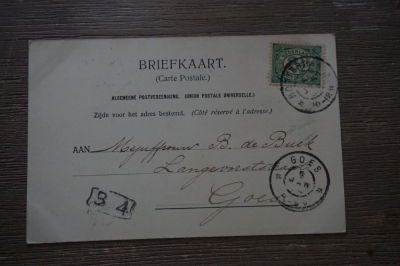 BRIEFKAART.
(Carte Postale.)
ALGEMEENE POSTVEREENIGING. (UNION POSTALE UNIVERSELLE.)
Zijde voor het adres bestemd. (Côté réservé à l'adresse.)
AAN Mejuffrouw B. de Buck
Langevorststraat
Goes
GOES
B 4